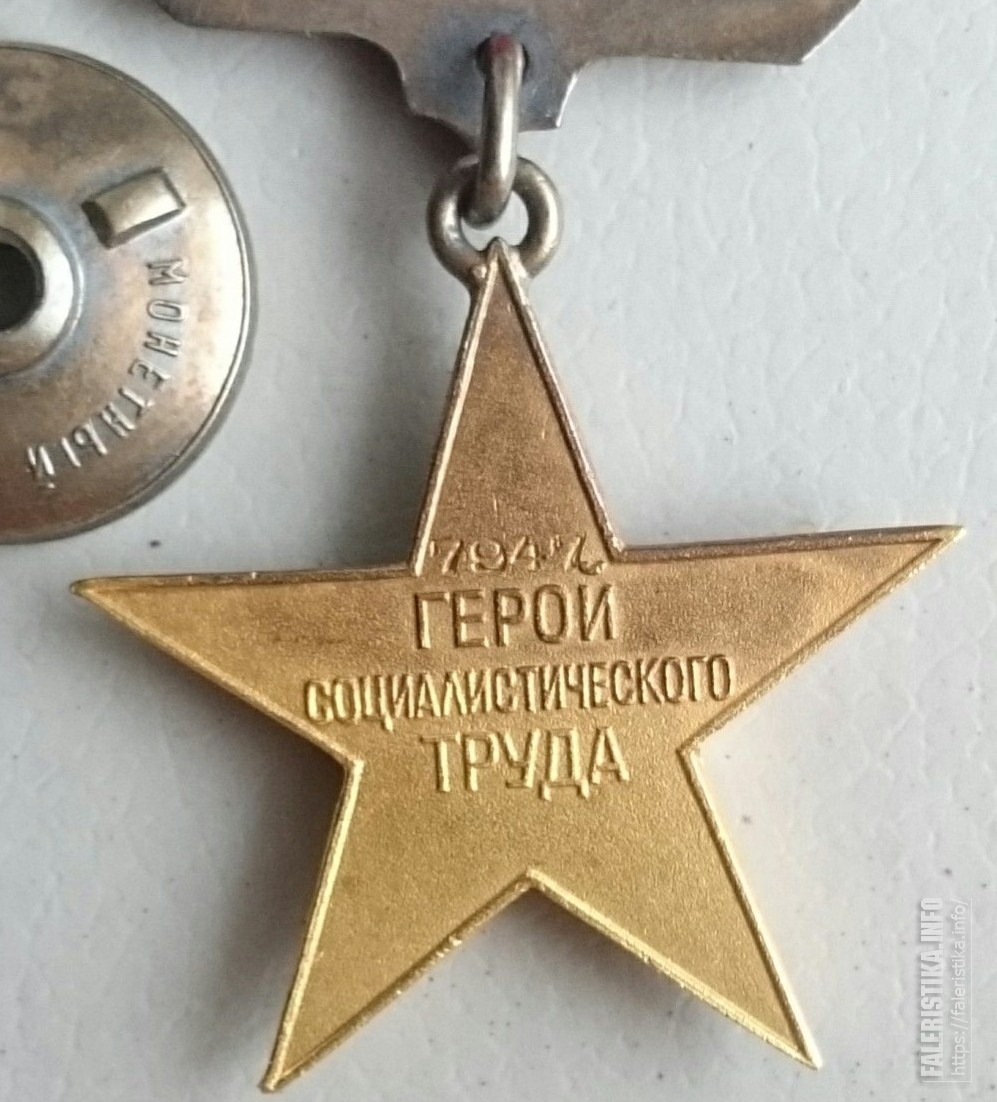 МОНЕТНЫЙ
ГЕРОЙ
СОЦИАЛИСТИЧЕСКОГО
ТРУДА
FALERISTIKA.INFO
https://faleristika.info/